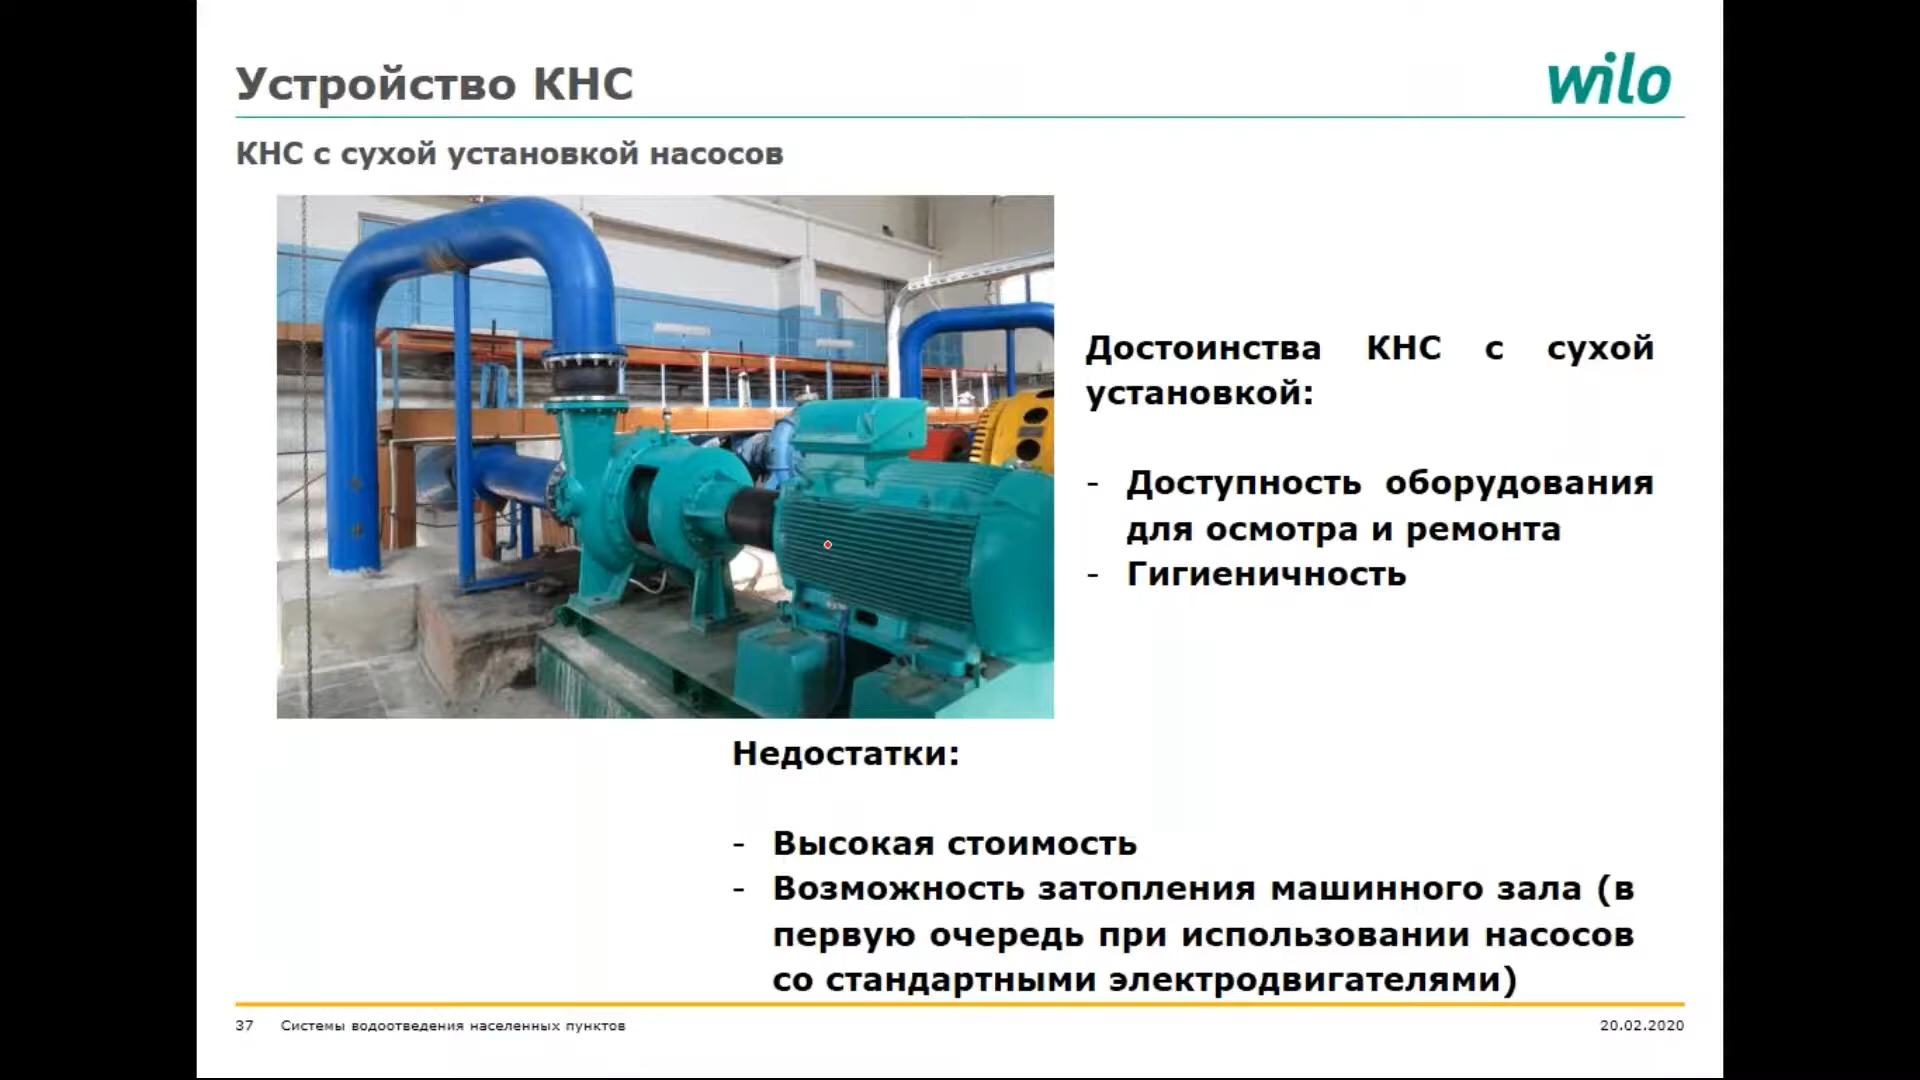 Устройство КНС
wilo
КНС с сухой установкой насосов
Достоинства КНС с сухой
установкой:
- Доступность оборудования
для осмотра и ремонта
- Гигиеничность
Недостатки:
- Высокая стоимость
- Возможность затопления машинного зала (в
первую очередь при использовании насосов
со стандартными электродвигателями)
37 Системы водоотведения населенных пунктов
20.02.2020